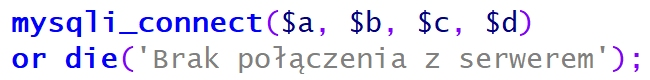 mysqli_connect($a, $b, $c, $d)
or die('Brak połączenia z serwerem');